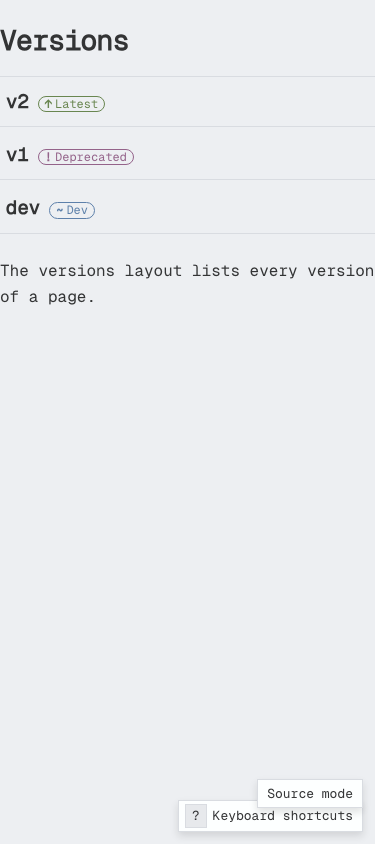 Versions
v2 ↑ Latest
v1 ! Deprecated
dev ~ Dev
The versions layout lists every version
of a page.
Source mode
? Keyboard shortcuts